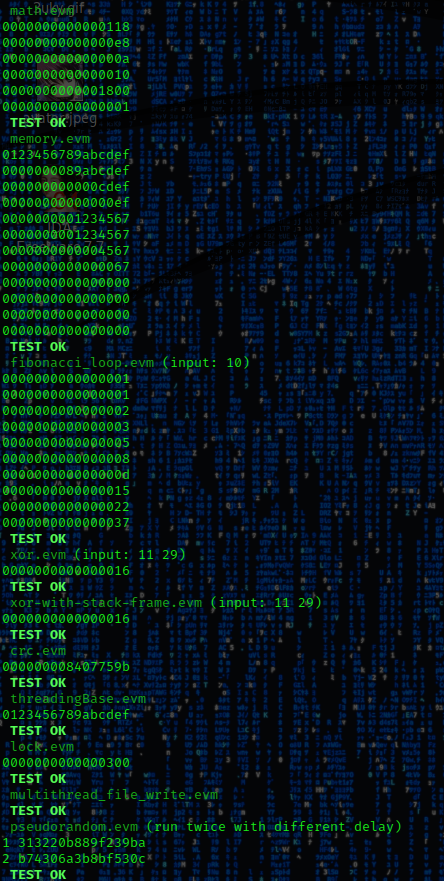 math.evm
0000000000000118
00000000000000e8
000000000000000a
0000000000000010
0000000000001800
0000000000000001
TEST OK
memory.evm
0123456789abcdef
0000000089abcdef
000000000000cdef
00000000000000ef
0000000001234567
0000000001234567
0000000000004567
0000000000000067
0000000000000000
0000000000000000
0000000000000000
0000000000000000
TEST OK
fibonacci_loop.evm (input: 10)
0000000000000001
0000000000000001
0000000000000002
0000000000000003
0000000000000005
0000000000000008
000000000000000d
0000000000000015
0000000000000022
0000000000000037
TEST OK
xor.evm (input: 11 29)
0000000000000016
TEST OK
xor-with-stack-frame.evm (input: 11 29)
0000000000000016
TEST OK
crc.evm
000000008407759b
TEST OK
threadingBase.evm
0123456789abcdef
TEST OK
lock.evm
0000000000000300
TEST OK
multithread_file_write.evm
TEST OK
pseudorandom.evm (run twice with different delay)
1 313220b889f239ba
2 b74306a3b8bf530c
TEST OK